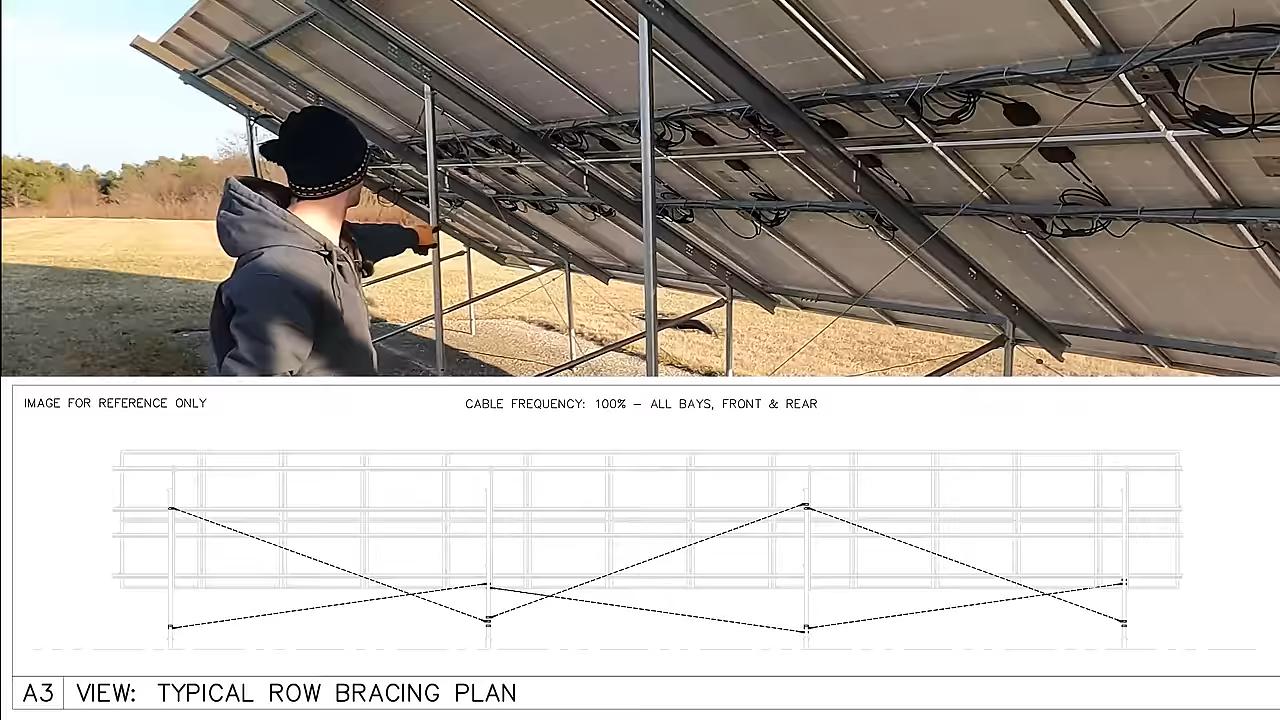 IMAGE FOR REFERENCE ONLY
CABLE FREQUENCY: 100% – ALL BAYS, FRONT & REAR
A3 VIEW: TYPICAL ROW BRACING PLAN